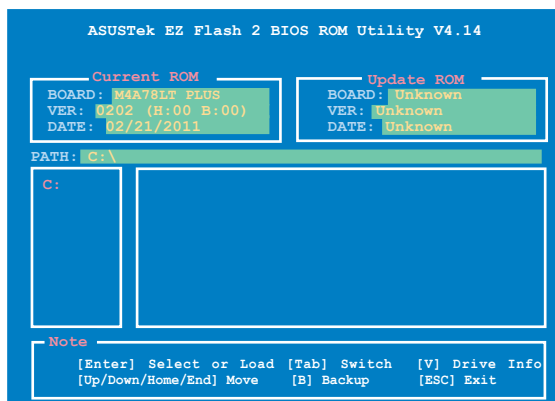 ASUSTek EZ Flash 2 BIOS ROM Utility V4.14
Current ROM
BOARD: M4A78LT PLUS
VER: 0202 (H:00 B:00)
DATE: 02/21/2011
Update ROM
BOARD: Unknown
VER: Unknown
DATE: Unknown
PATH: C:\
C:
Note
[Enter] Select or Load [Tab] Switch [V] Drive Info
[Up/Down/Home/End] Move [B] Backup [ESC] Exit